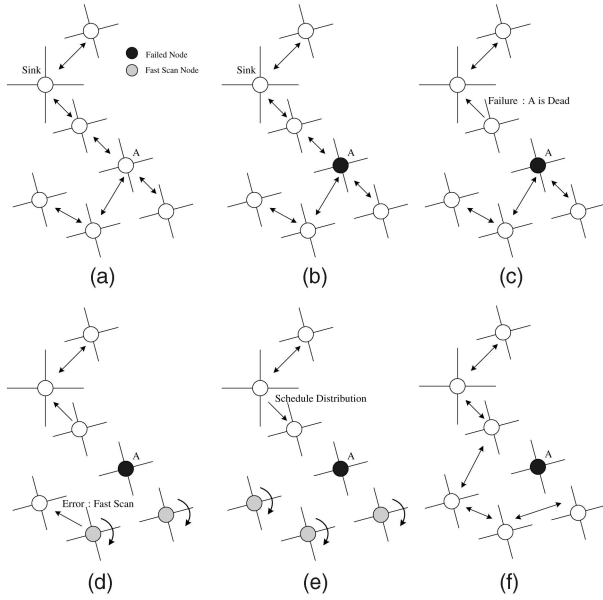 Sink
Failed Node
Fast Scan Node
A
(a)
Sink
A
(b)
Failure : A is Dead
A
(c)
A
Error : Fast Scan
(d)
Schedule Distribution
A
(e)
A
(f)